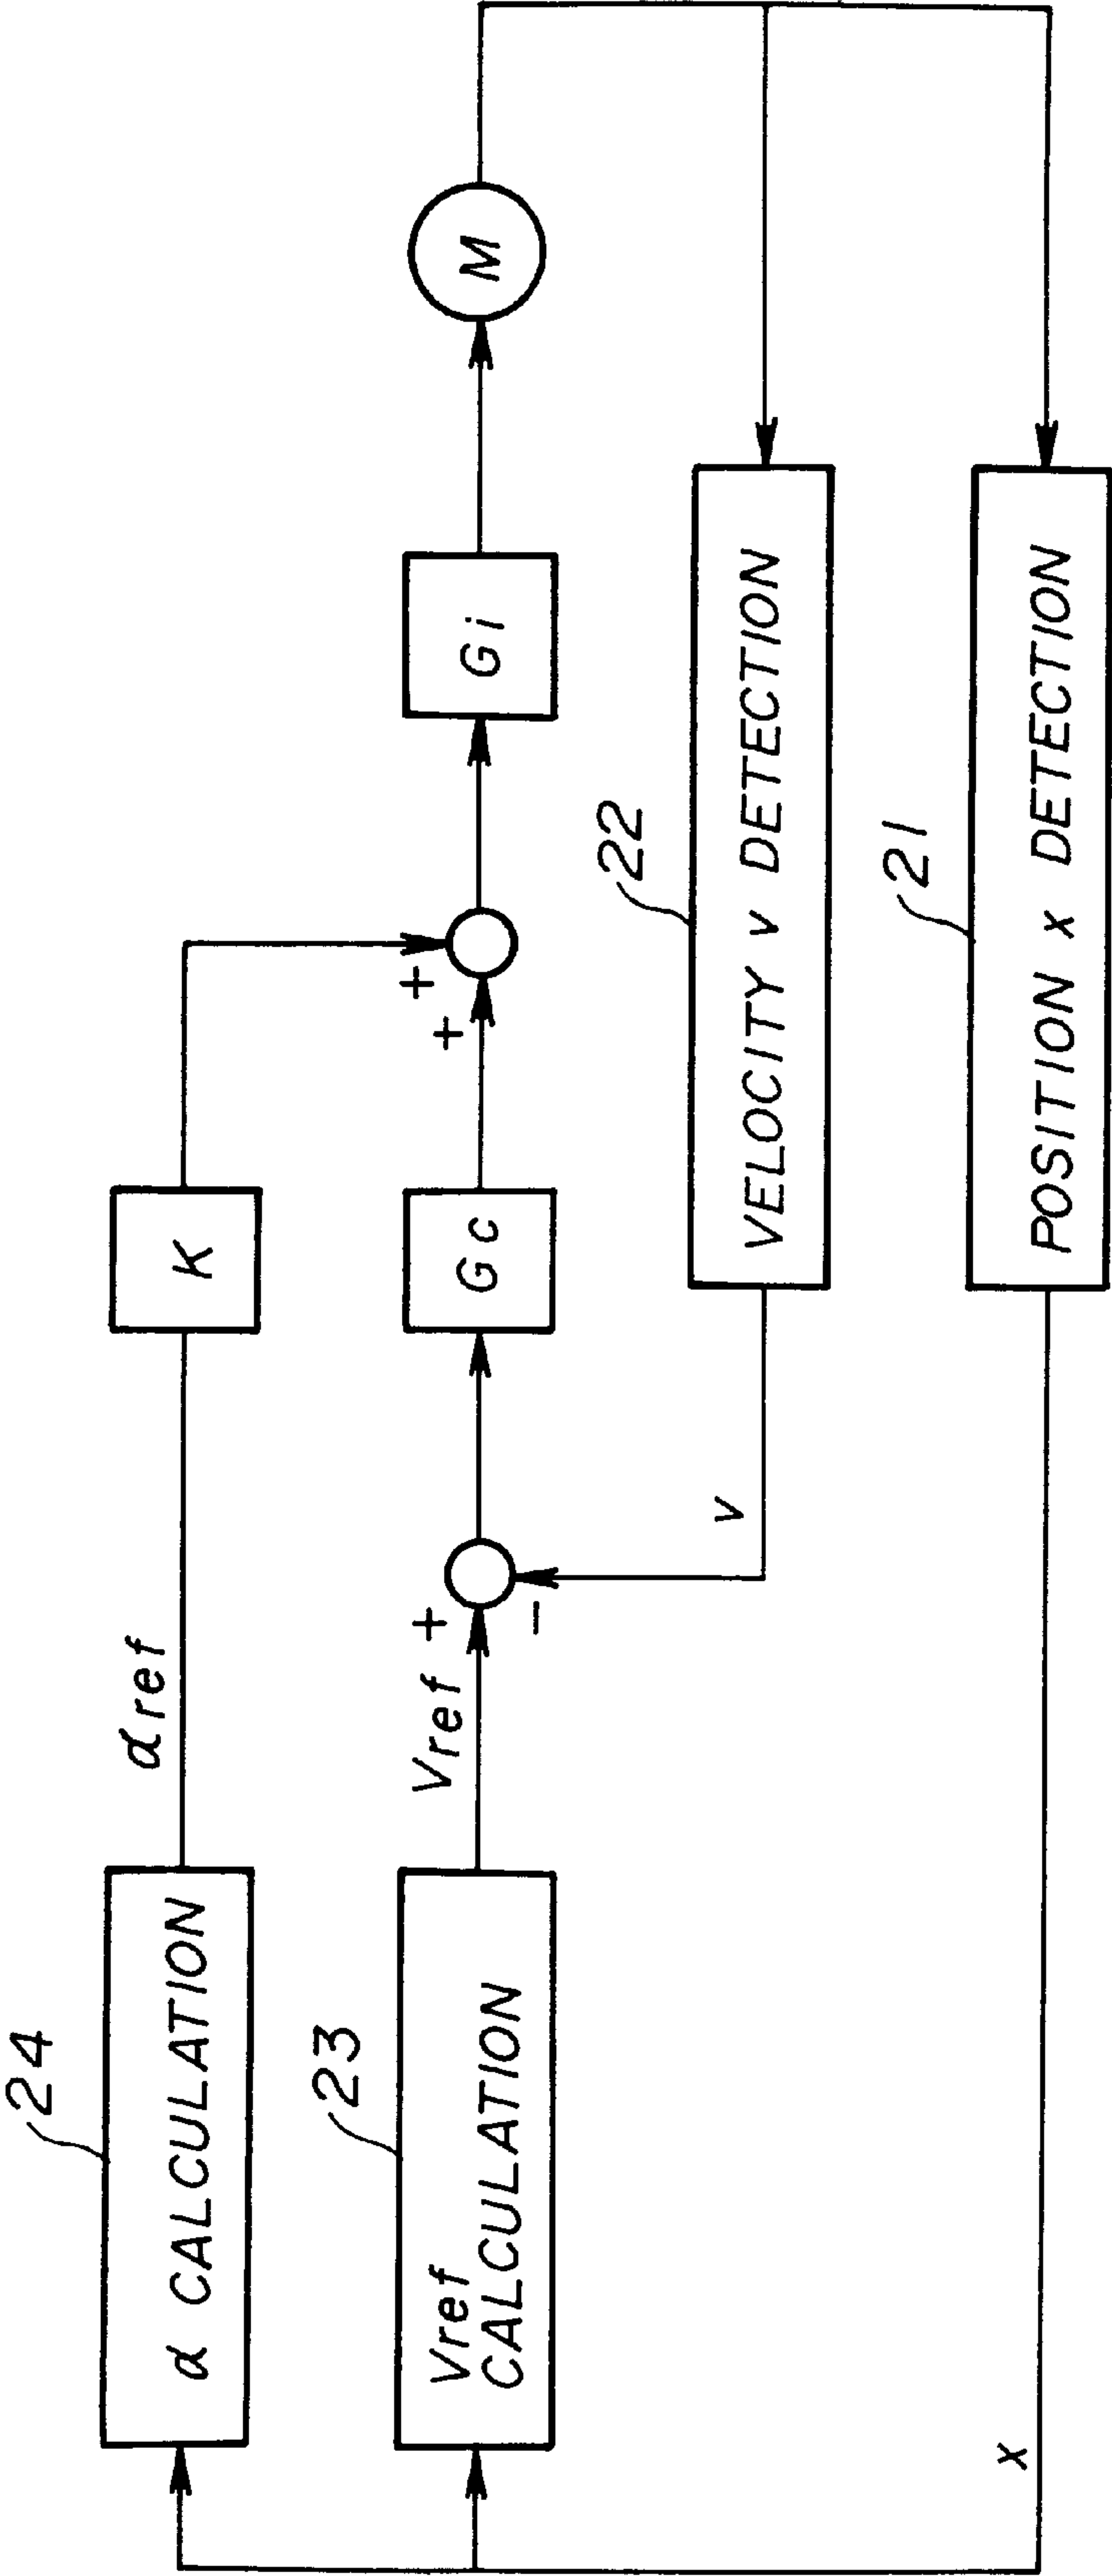 24
α CALCULATION
αref
K
23
Vref
CALCULATION
Vref
+
-
v
Gc
+
+
Gi
M
22
VELOCITY v DETECTION
21
POSITION x DETECTION
x